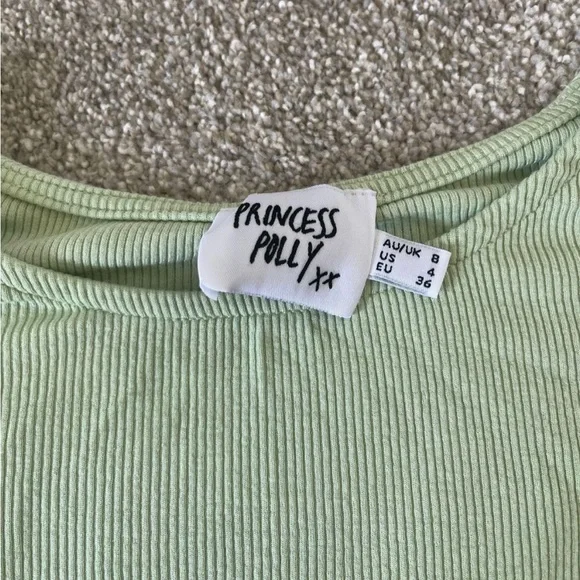 PRINCESS
POLLY xx
AU/UK 8
US 4
EU 36